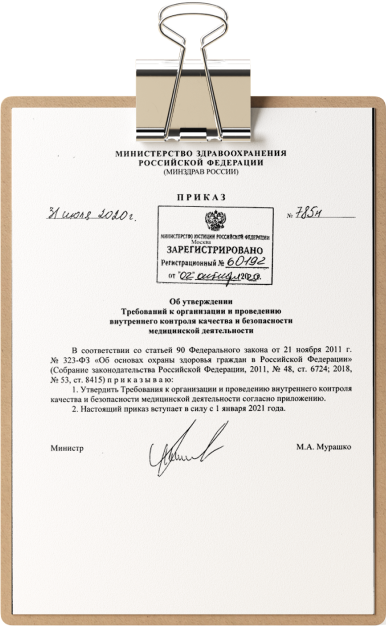 МИНИСТЕРСТВО ЗДРАВООХРАНЕНИЯ
РОССИЙСКОЙ ФЕДЕРАЦИИ
(МИНЗДРАВ РОССИИ)
ПРИКАЗ
31 июля 2020г.
№ 785н
МИНИСТЕРСТВО ЮСТИЦИИ РОССИЙСКОЙ ФЕДЕРАЦИИ
Москва
ЗАРЕГИСТРИРОВАНО
Регистрационный № 60192
от "02" октября 2020.
Об утверждении
Требований к организации и проведению
внутреннего контроля качества и безопасности
медицинской деятельности
В соответствии со статьей 90 Федерального закона от 21 ноября 2011 г.
№ 323-ФЗ «Об основах охраны здоровья граждан в Российской Федерации»
(Собрание законодательства Российской Федерации, 2011, № 48, ст. 6724; 2018,
№ 53, ст. 8415) приказываю:
1. Утвердить Требования к организации и проведению внутреннего контроля
качества и безопасности медицинской деятельности согласно приложению.
2. Настоящий приказ вступает в силу с 1 января 2021 года.
Министр
М.А. Мурашко